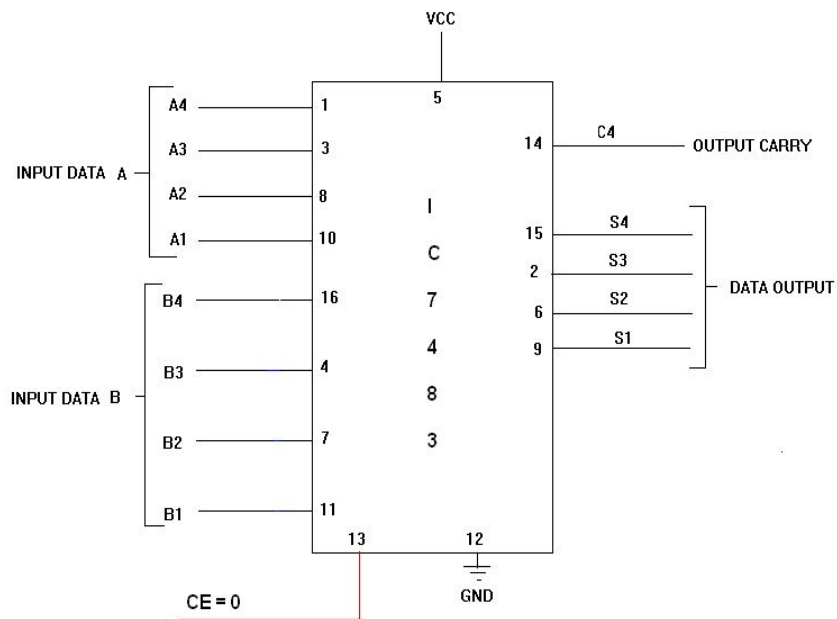 VCC
5
A4 1
A3 3
INPUT DATA A
A2 8
A1 10
B4 16
B3 4
INPUT DATA B
B2 7
B1 11
I
C
7
4
8
3
14 C4 OUTPUT CARRY
15 S4
2 S3
DATA OUTPUT
6 S2
9 S1
13 12
CE = 0
GND